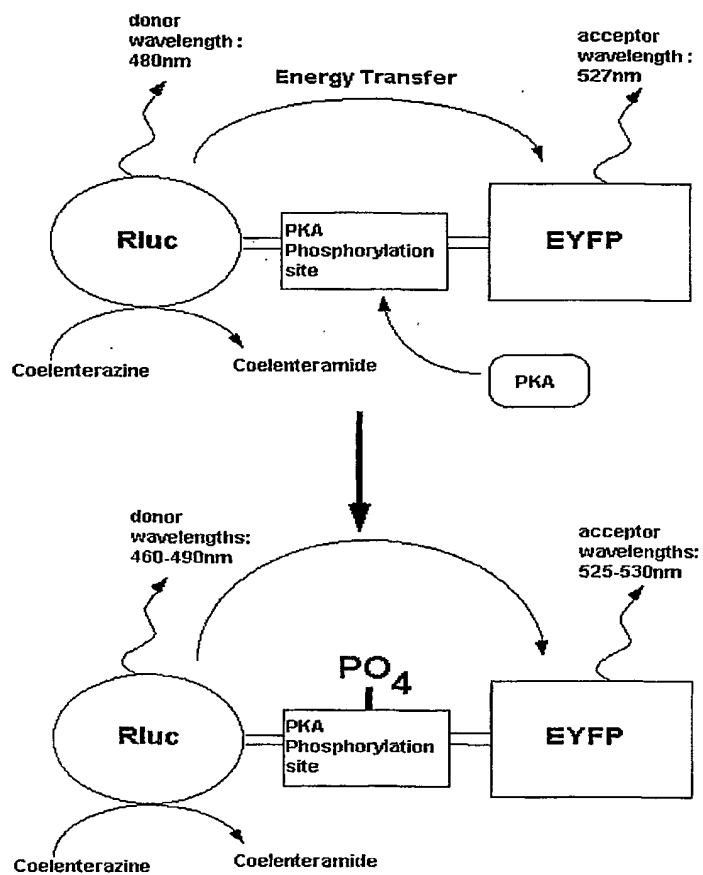 donor
wavelength :
480nm
acceptor
wavelength :
527nm
Energy Transfer
Rluc
PKA
Phosphorylation
site
EYFP
Coelenterazine
Coelenteramide
PKA
donor
wavelengths:
460-490nm
acceptor
wavelengths:
525-530nm
PO4
Rluc
PKA
Phosphorylation
site
EYFP
Coelenterazine
Coelenteramide